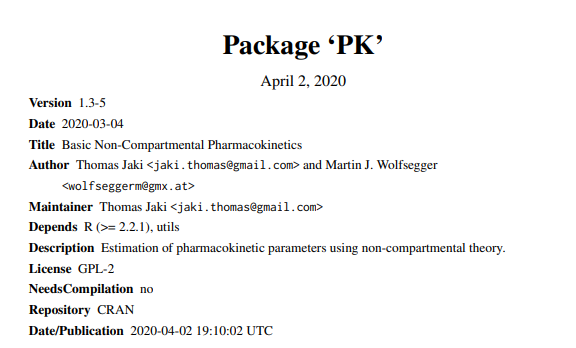 Package ‘PK’
April 2, 2020
Version 1.3-5
Date 2020-03-04
Title Basic Non-Compartmental Pharmacokinetics
Author Thomas Jaki <jaki.thomas@gmail.com> and Martin J. Wolfsegger
<wolfseggerm@gmx.at>
Maintainer Thomas Jaki <jaki.thomas@gmail.com>
Depends R (>= 2.2.1), utils
Description Estimation of pharmacokinetic parameters using non-compartmental theory.
License GPL-2
NeedsCompilation no
Repository CRAN
Date/Publication 2020-04-02 19:10:02 UTC